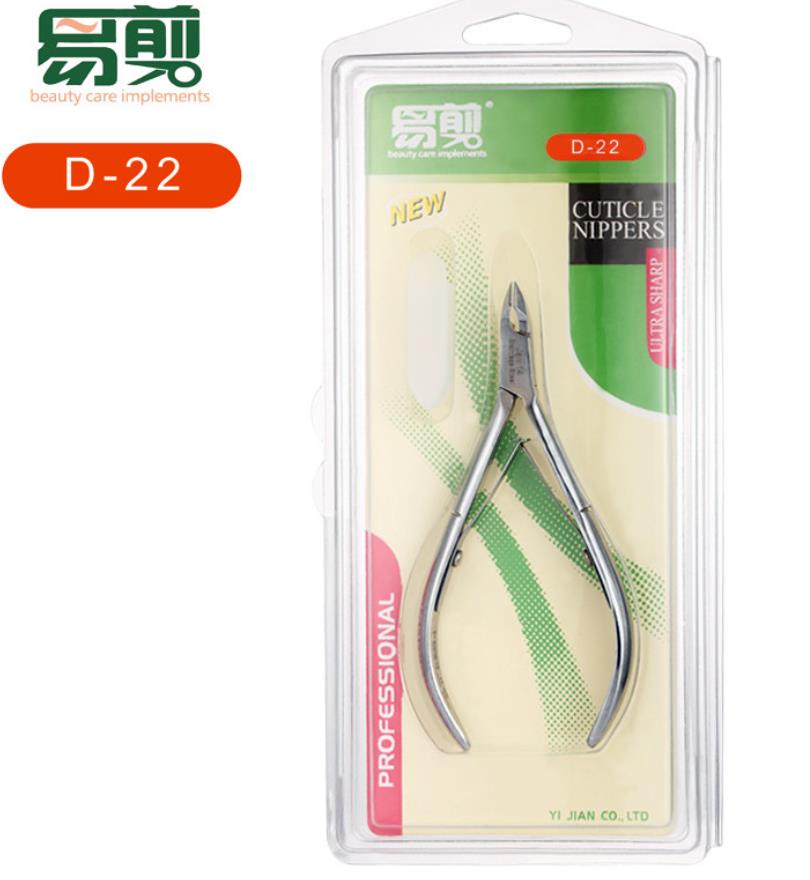 易剪
beauty care implements
D-22
易剪®
beauty care implements
D-22
NEW
CUTICLE
NIPPERS
ULTRA SHARP
PROFESSIONAL
YI JIAN CO., LTD